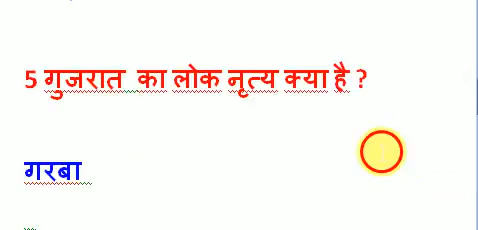 5 गुजरात का लोक नृत्य क्या है ?
गरबा